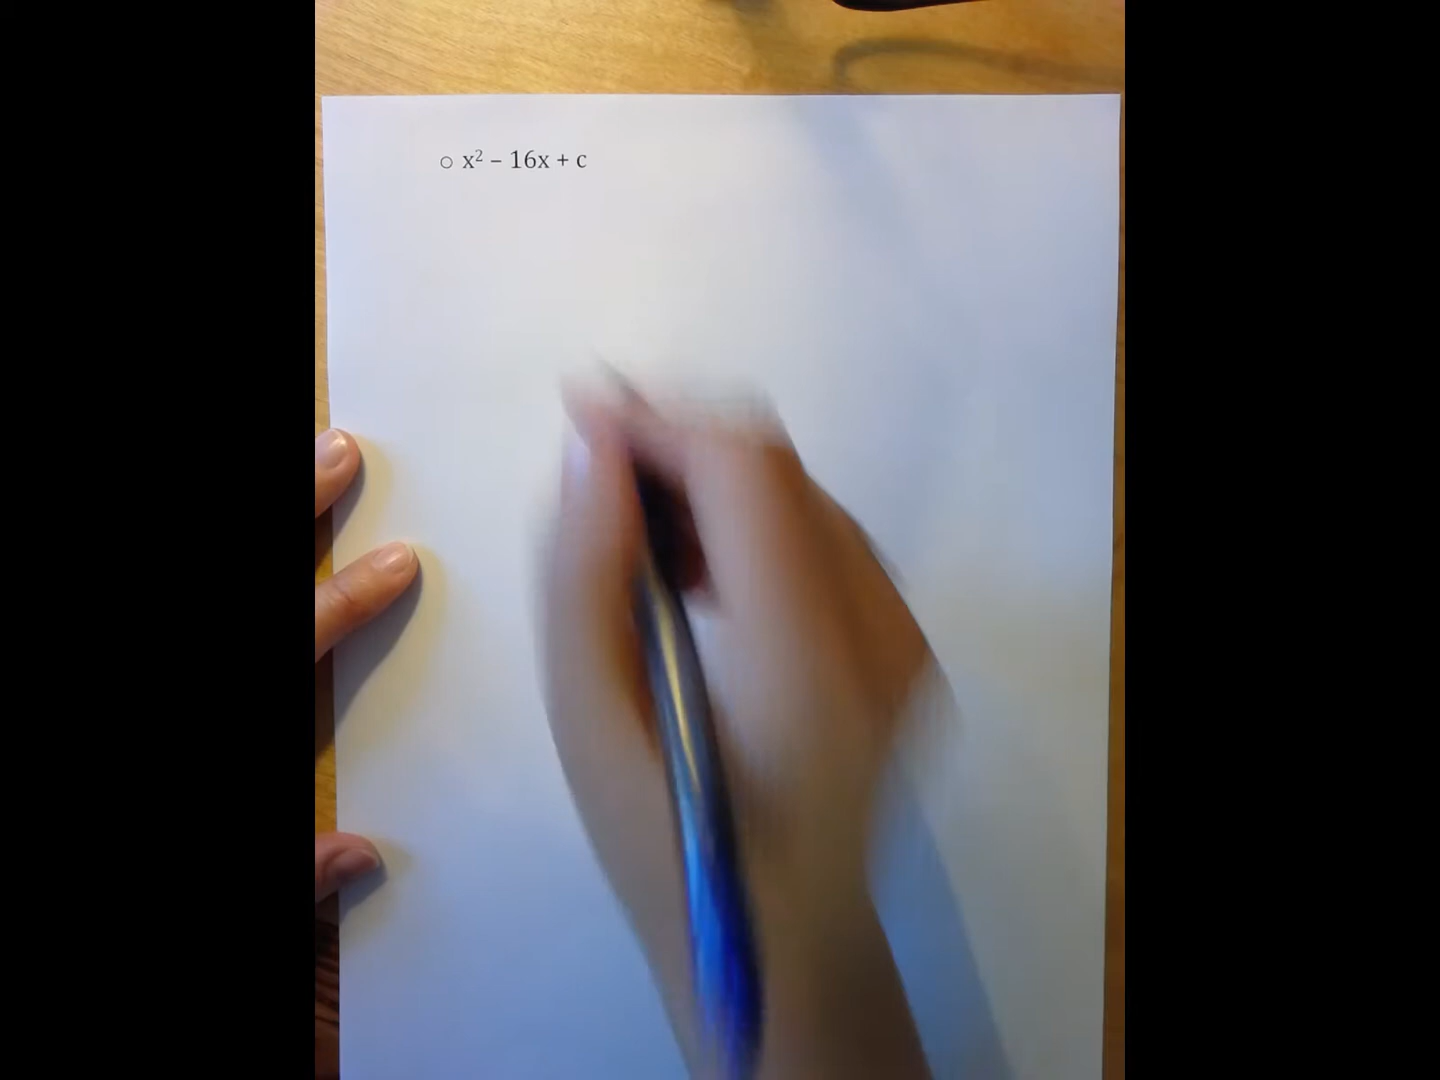 ○ x² – 16x + c